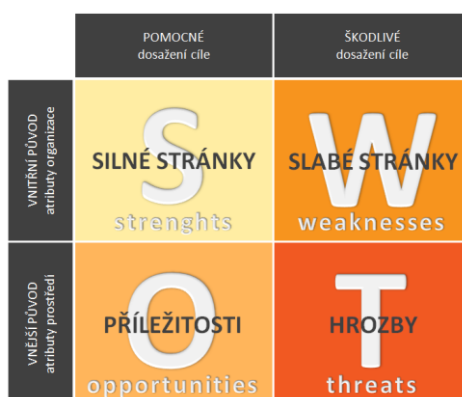 POMOCNÉ
dosažení cíle
ŠKODLIVÉ
dosažení cíle
VNITŘNÍ PŮVOD
atributy organizace
S
SILNÉ STRÁNKY
strenghts
W
SLABÉ STRÁNKY
weaknesses
VNĚJŠÍ PŮVOD
atributy prostředí
O
PŘÍLEŽITOSTI
opportunities
T
HROZBY
threats